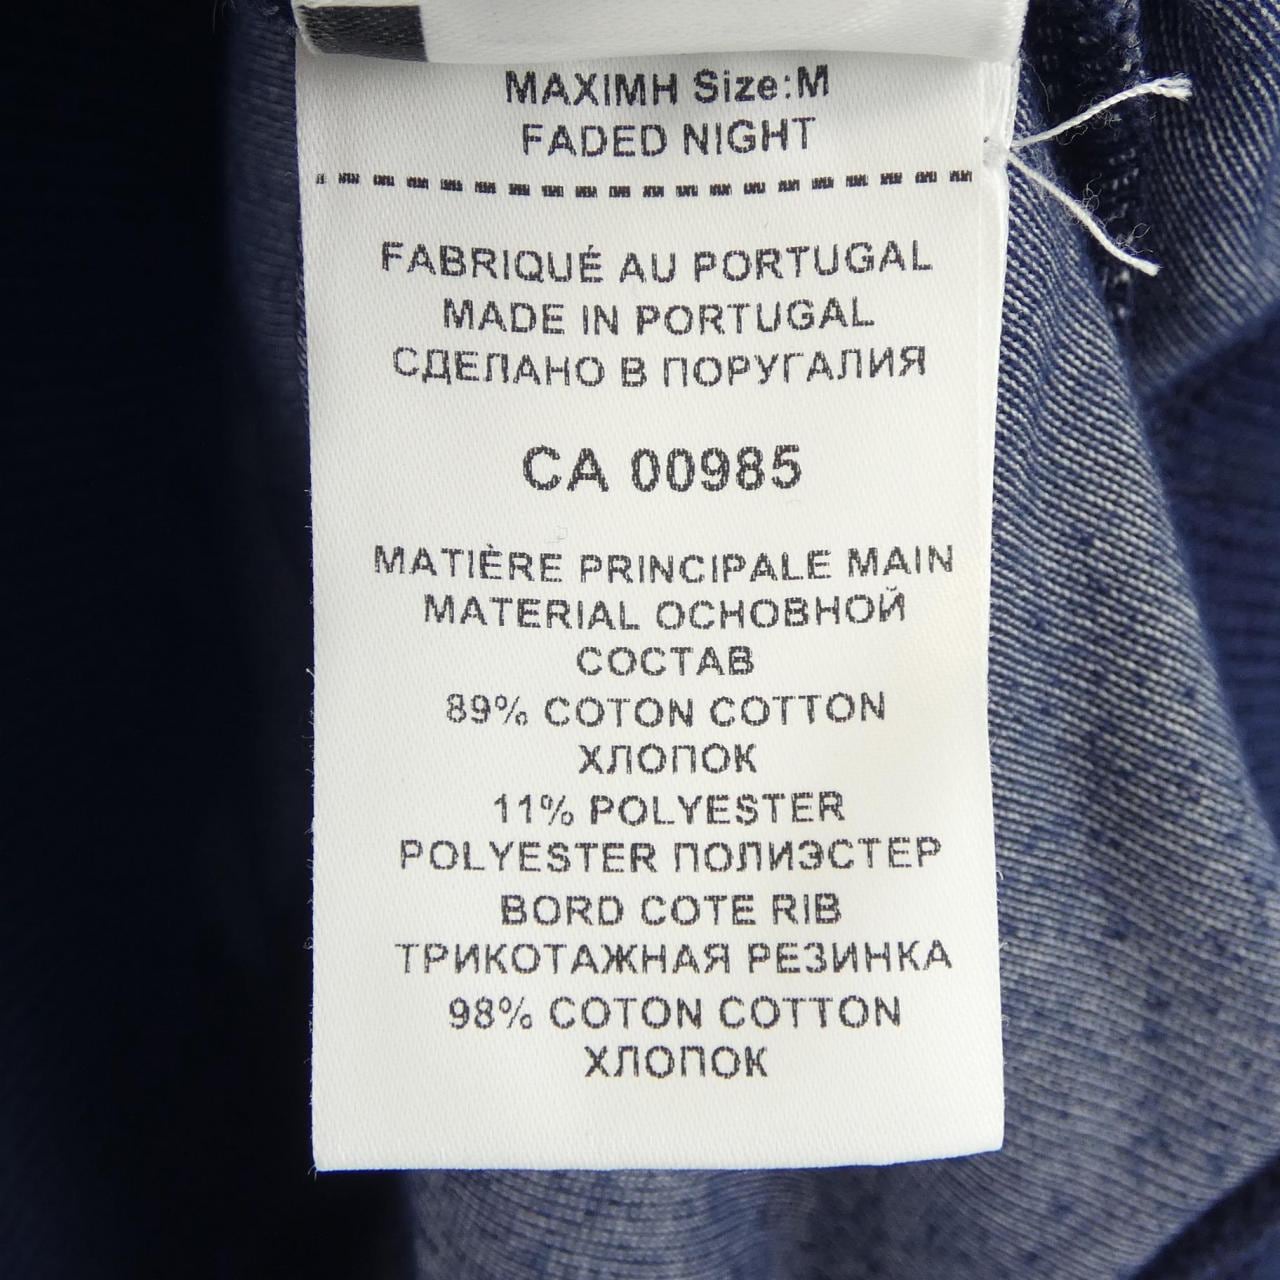 MAXIMH Size:M
FADED NIGHT
FABRIQUÉ AU PORTUGAL
MADE IN PORTUGAL
СДЕЛАНО В ПОРУГАЛИЯ
CA 00985
MATIÈRE PRINCIPALE MAIN
MATERIAL ОСНОВНОЙ
СОСТАВ
89% COTON COTTON
ХЛОПОК
11% POLYESTER
POLYESTER ПОЛИЭСТЕР
BORD COTE RIB
ТРИКОТАЖНАЯ РЕЗИНКА
98% COTON COTTON
ХЛОПОК